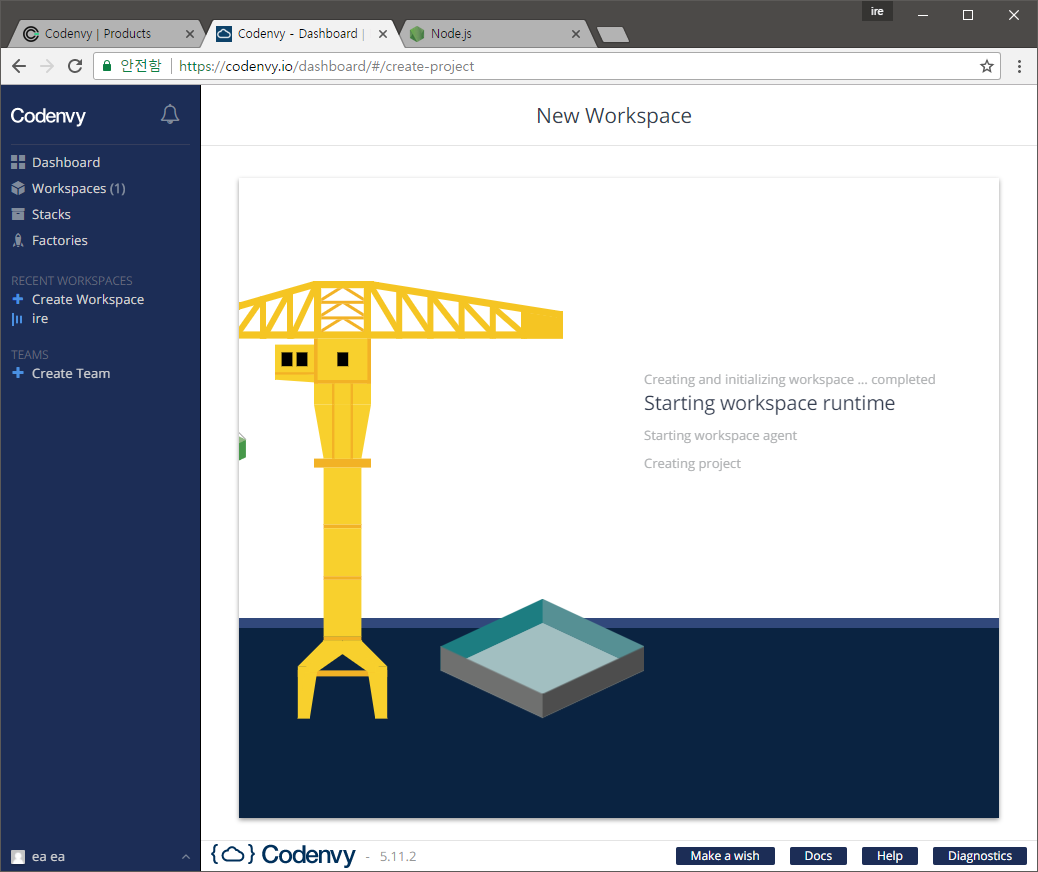 ire
Codenvy | Products
Codenvy - Dashboard |
Node.js
안전함
https://codenvy.io/dashboard/#/create-project
Codenvy
New Workspace
Dashboard
Workspaces (1)
Stacks
Factories
RECENT WORKSPACES
Create Workspace
ire
TEAMS
Create Team
Creating and initializing workspace ... completed
Starting workspace runtime
Starting workspace agent
Creating project
ea ea
{ } Codenvy - 5.11.2
Make a wish
Docs
Help
Diagnostics